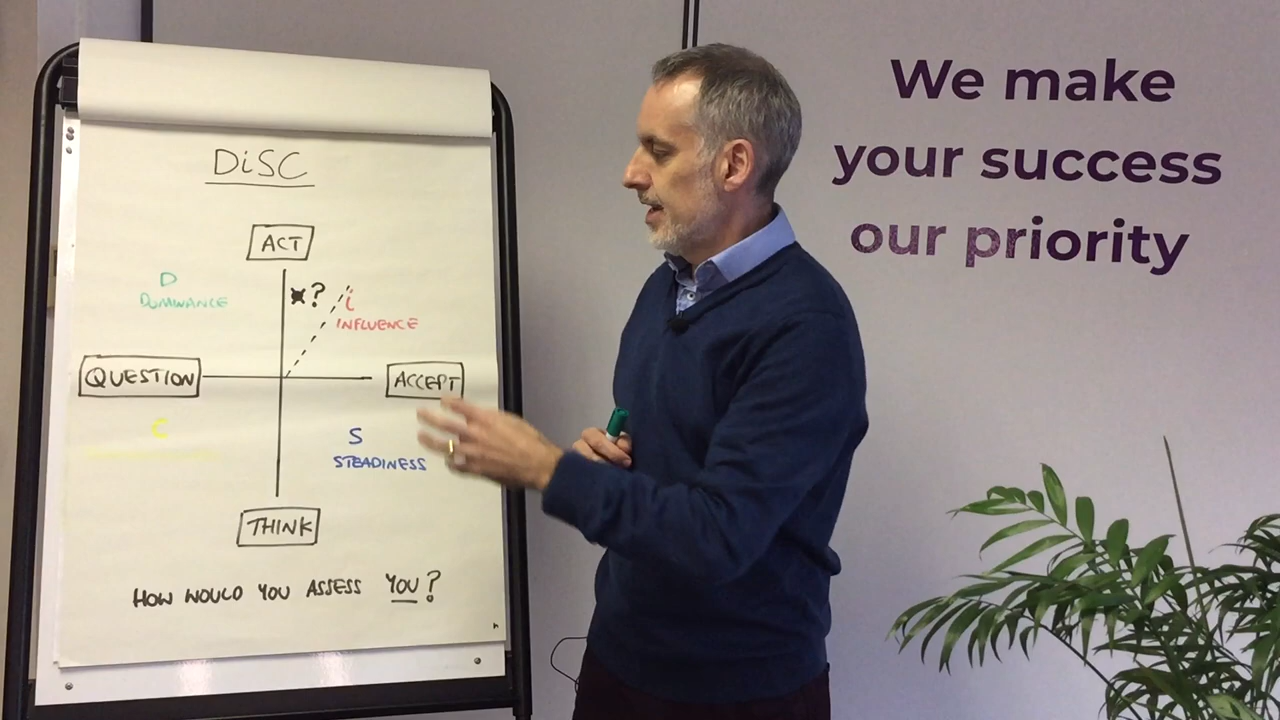 DiSC
ACT
D
DOMINANCE
?
i
INFLUENCE
QUESTION
ACCEPT
C
S
STEADINESS
THINK
HOW WOULD YOU ASSESS YOU?
We make
your success
our priority